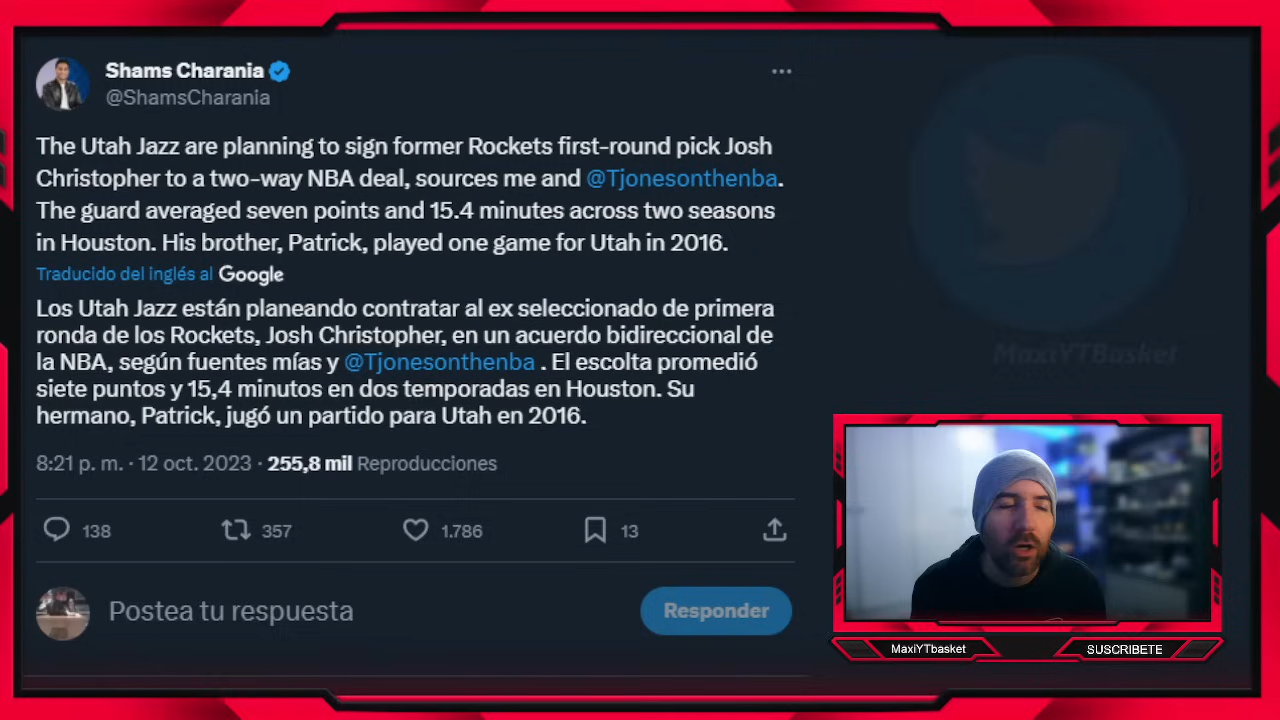 Shams Charania
@ShamsCharania
The Utah Jazz are planning to sign former Rockets first-round pick Josh
Christopher to a two-way NBA deal, sources me and @Tjonesonthenba.
The guard averaged seven points and 15.4 minutes across two seasons
in Houston. His brother, Patrick, played one game for Utah in 2016.
Traducido del inglés al Google
Los Utah Jazz están planeando contratar al ex seleccionado de primera
ronda de los Rockets, Josh Christopher, en un acuerdo bidireccional de
la NBA, según fuentes mías y @Tjonesonthenba . El escolta promedió
siete puntos y 15,4 minutos en dos temporadas en Houston. Su
hermano, Patrick, jugó un partido para Utah en 2016.
8:21 p. m. · 12 oct. 2023 · 255,8 mil Reproducciones
138 357 1.786 13
Postea tu respuesta
Responder
MaxiYTBasket
MaxiYTbasket
SUSCRIBETE